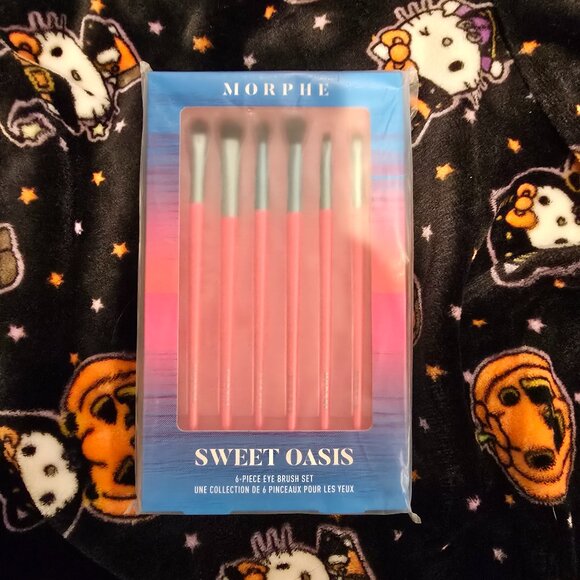 MORPHE
SWEET OASIS
6-PIECE EYE BRUSH SET
UNE COLLECTION DE 6 PINCEAUX POUR LES YEUX